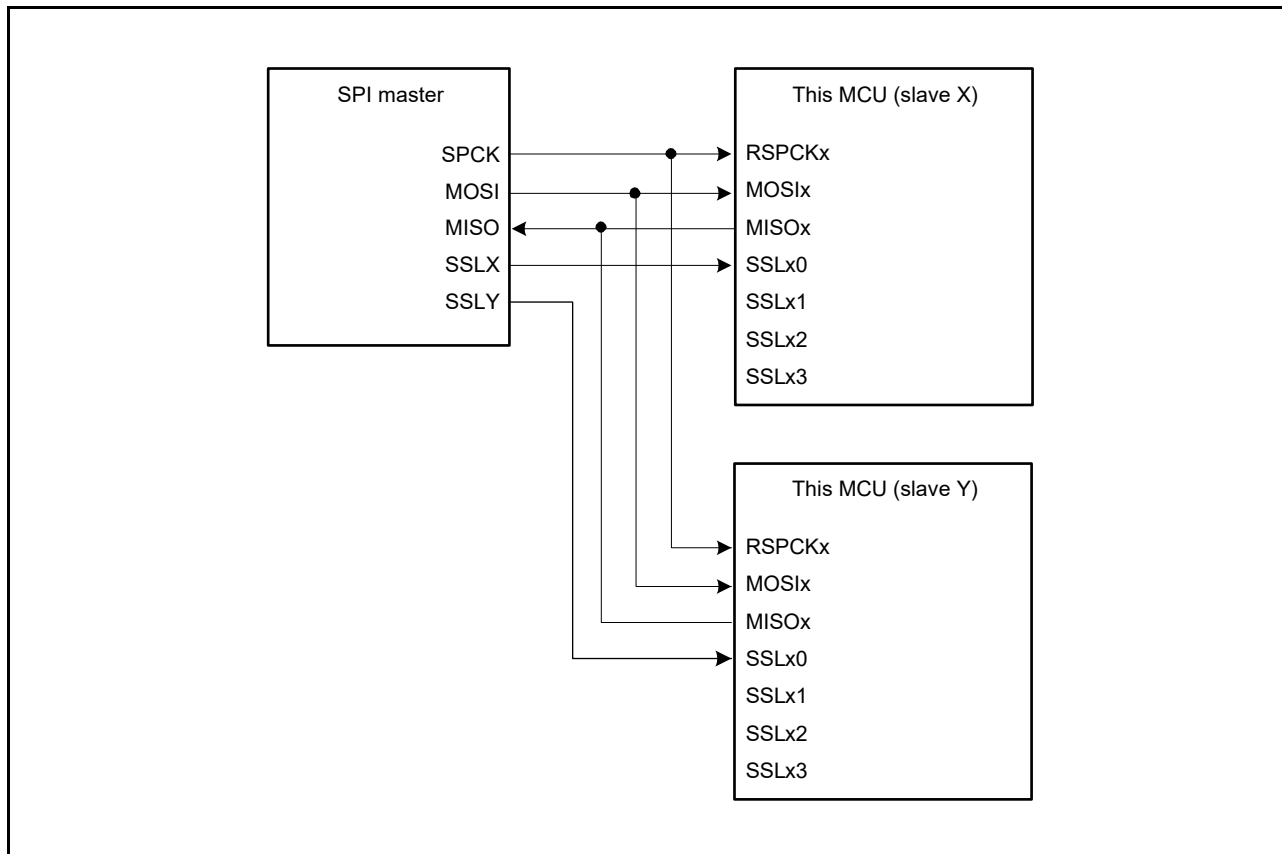 SPI master
SPCK
MOSI
MISO
SSLX
SSLY
This MCU (slave X)
RSPCKx
MOSIx
MISOx
SSLx0
SSLx1
SSLx2
SSLx3
This MCU (slave Y)
RSPCKx
MOSIx
MISOx
SSLx0
SSLx1
SSLx2
SSLx3